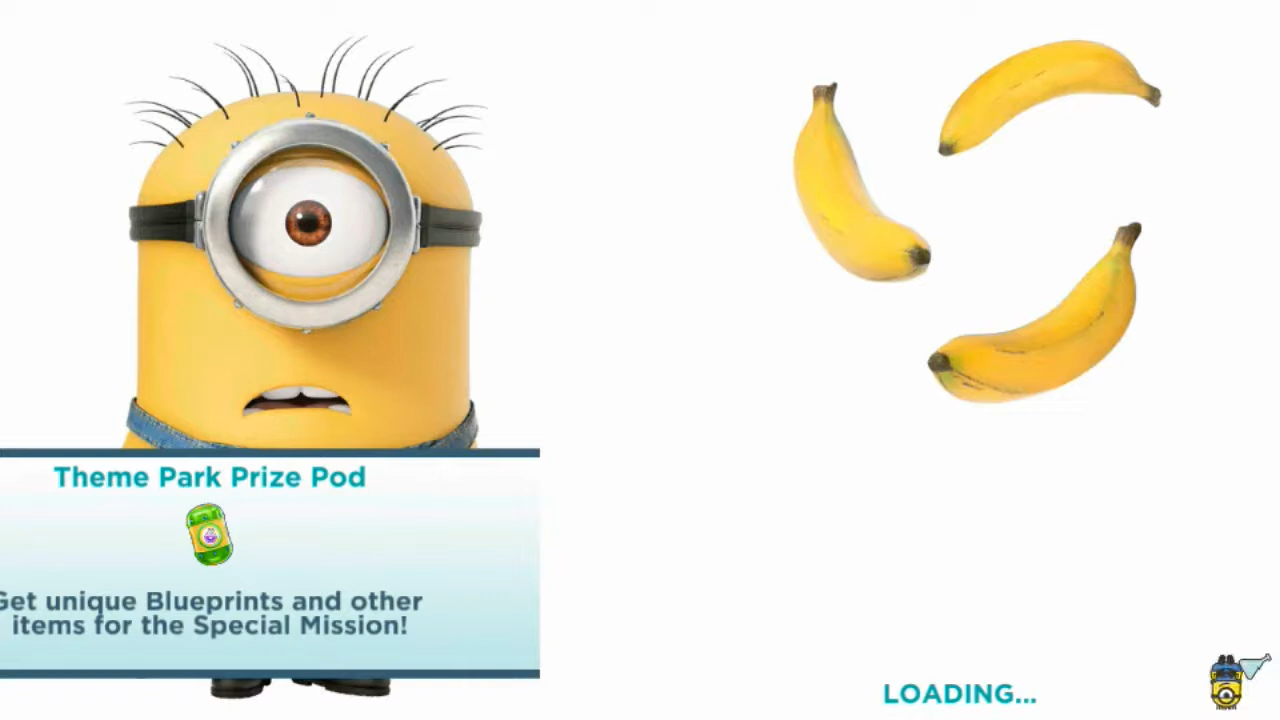 Theme Park Prize Pod
Get unique Blueprints and other
items for the Special Mission!
LOADING...